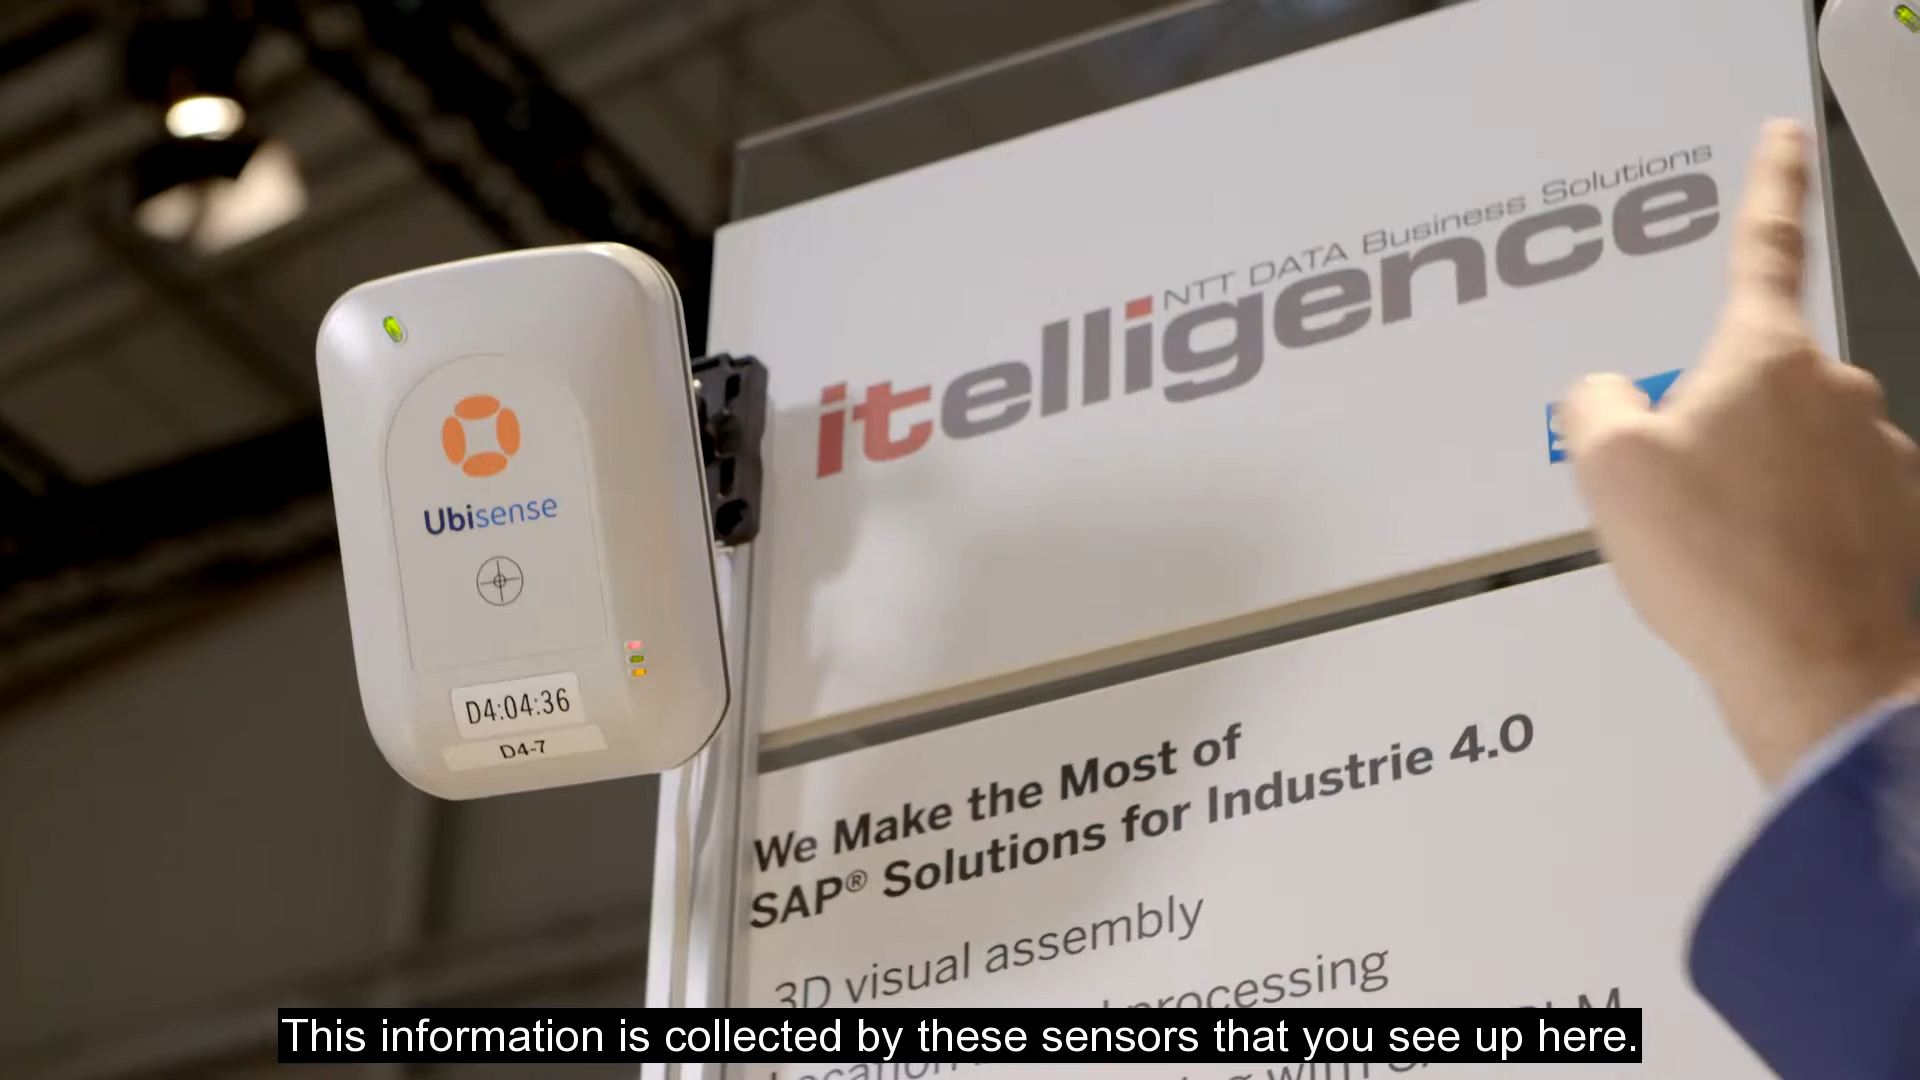 NTT DATA Business Solutions
itelligence
Ubisense
D4:04:36
D4-7
We Make the Most of
SAP® Solutions for Industrie 4.0
3D visual assembly
processing
This information is collected by these sensors that you see up here.